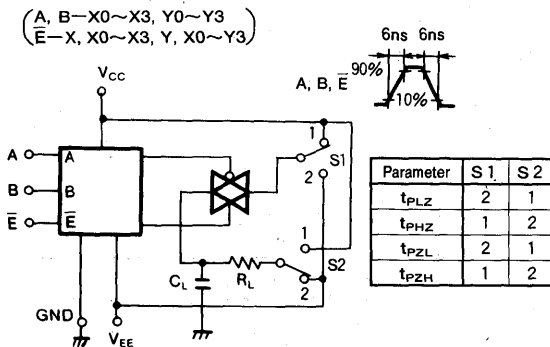 (A, B—X0~X3, Y0~Y3)
(E̅—X, X0~X3, Y, X0~Y3)
6ns 6ns
90%
A, B, E̅
10%
VCC
1
S1
2
A A
B B
E̅ E̅
1
S2
2
CL
RL
GND
VEE
Parameter S1 S2
tPLZ 2 1
tPHZ 1 2
tPZL 2 1
tPZH 1 2